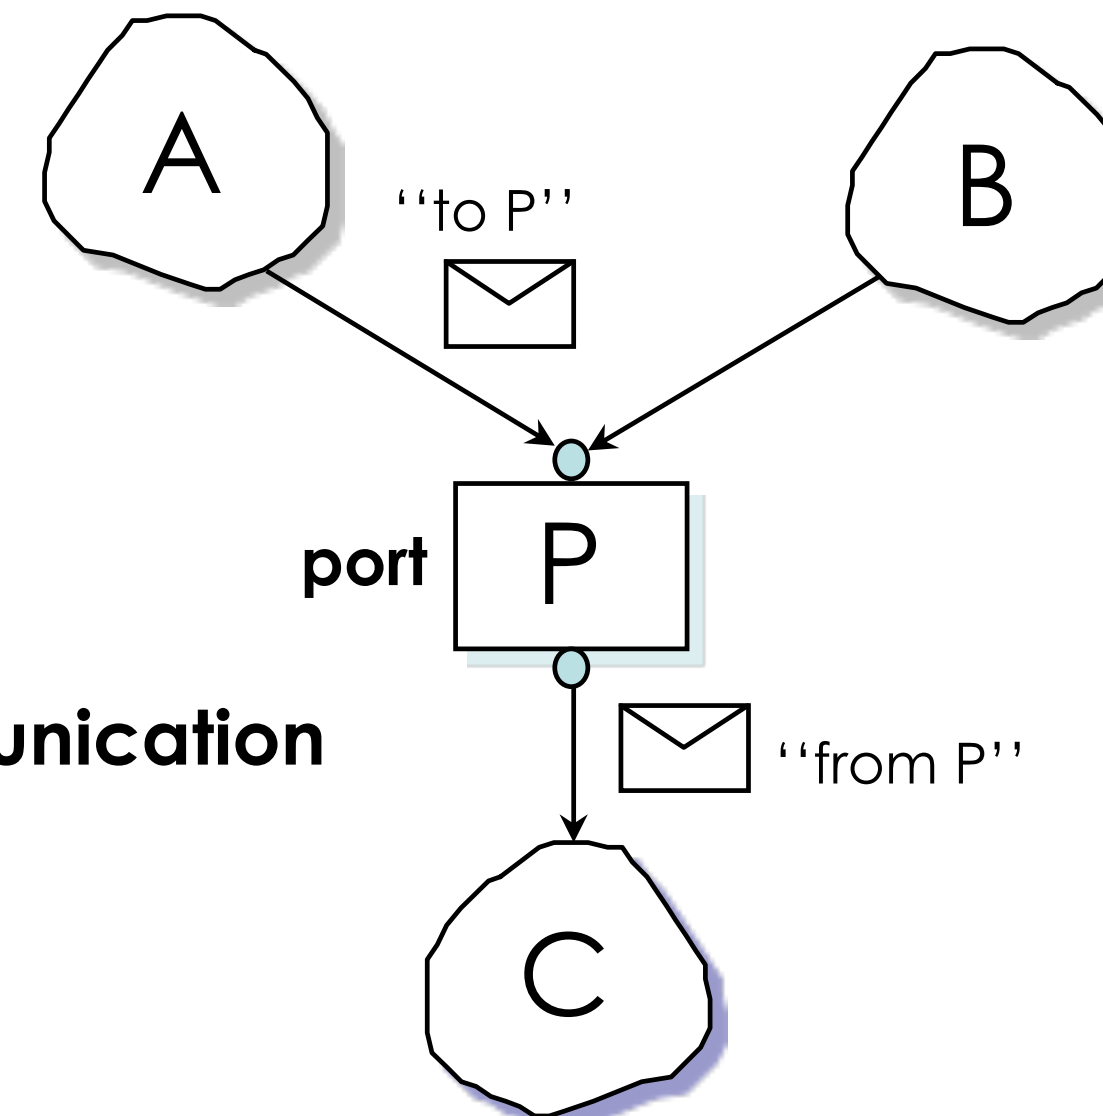 A
B
‘‘to P’’
port
P
unication
‘‘from P’’
C